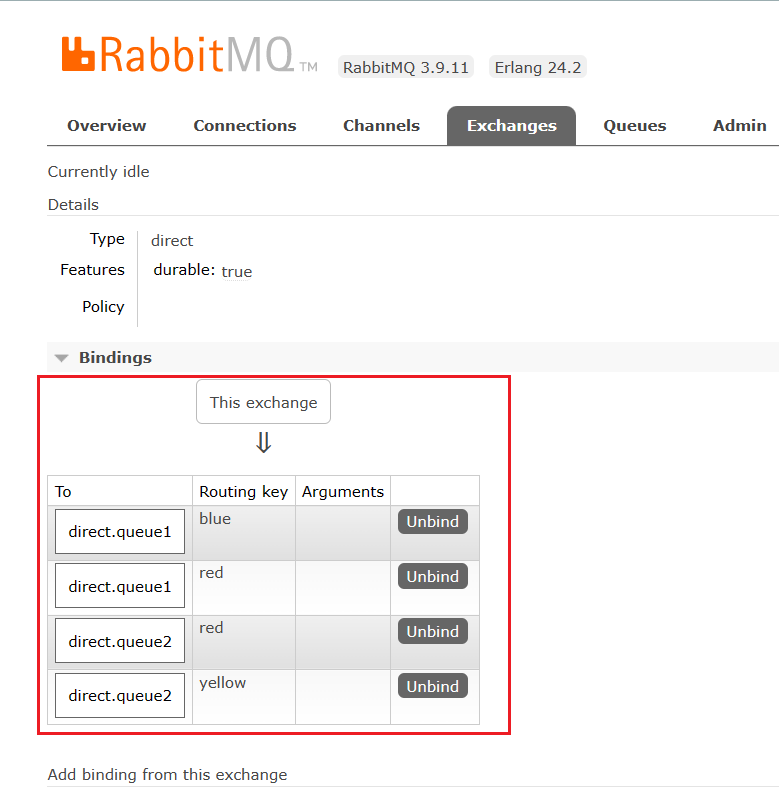 RabbitMQ TM RabbitMQ 3.9.11 Erlang 24.2
Overview Connections Channels Exchanges Queues Admin
Currently idle
Details
Type direct
Features durable: true
Policy
Bindings
This exchange
⇓
To Routing key Arguments
direct.queue1 blue Unbind
direct.queue1 red Unbind
direct.queue2 red Unbind
direct.queue2 yellow Unbind
Add binding from this exchange